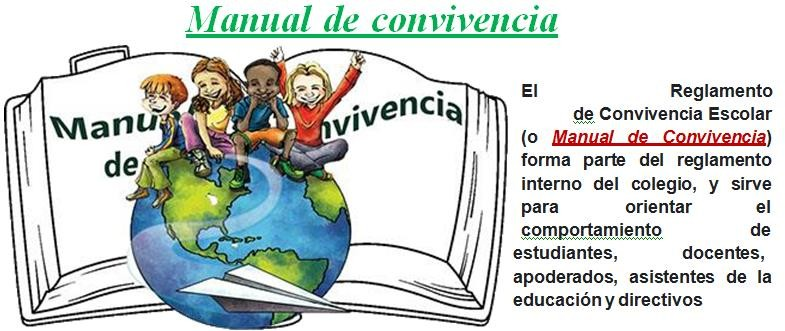 Manual de convivencia
Manu nvivencia
de
El Reglamento
de Convivencia Escolar
(o Manual de Convivencia)
forma parte del reglamento
interno del colegio, y sirve
para orientar el
comportamiento de
estudiantes, docentes,
apoderados, asistentes de la
educación y directivos